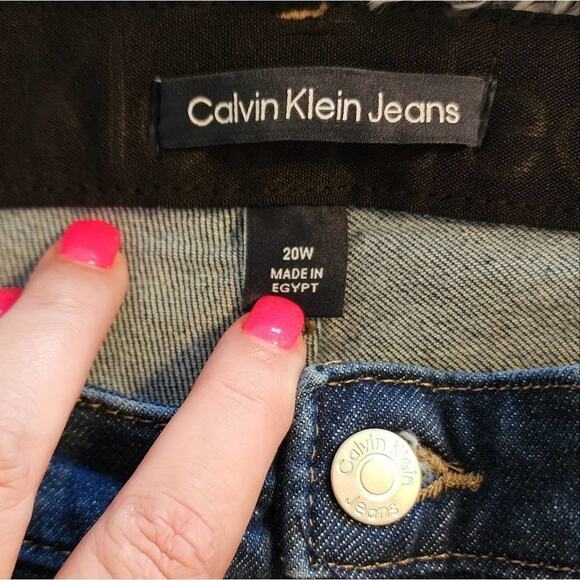 Calvin Klein Jeans
20W
MADE IN
EGYPT
Calvin Klein
Jeans